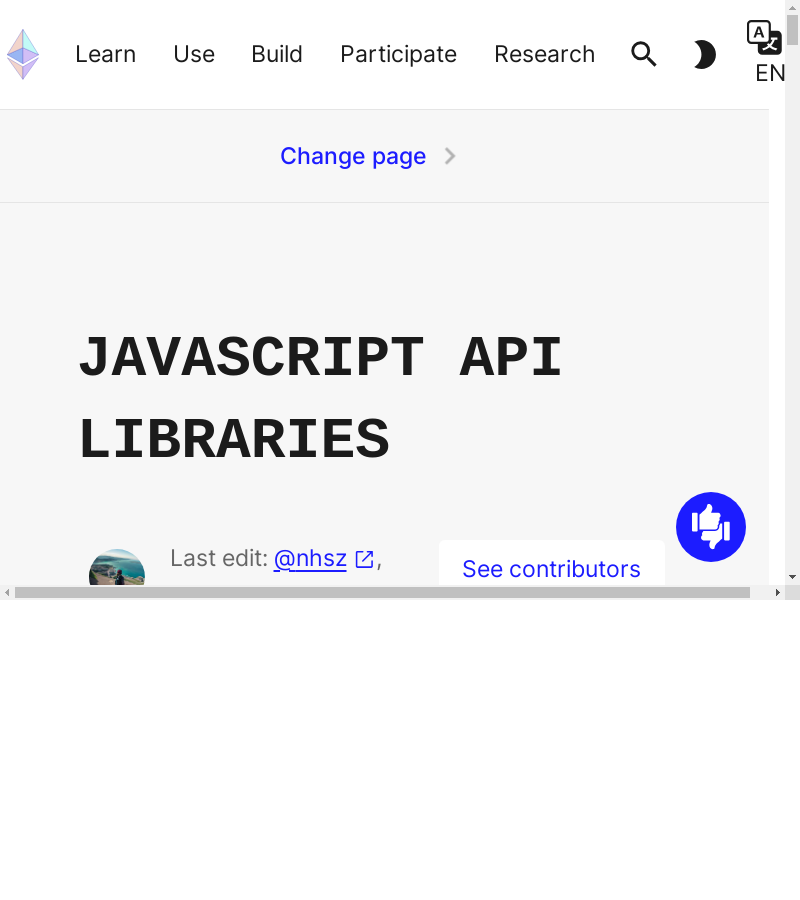 Learn Use Build Participate Research EN
Change page
JAVASCRIPT API
LIBRARIES
Last edit: @nhsz ,
See contributors